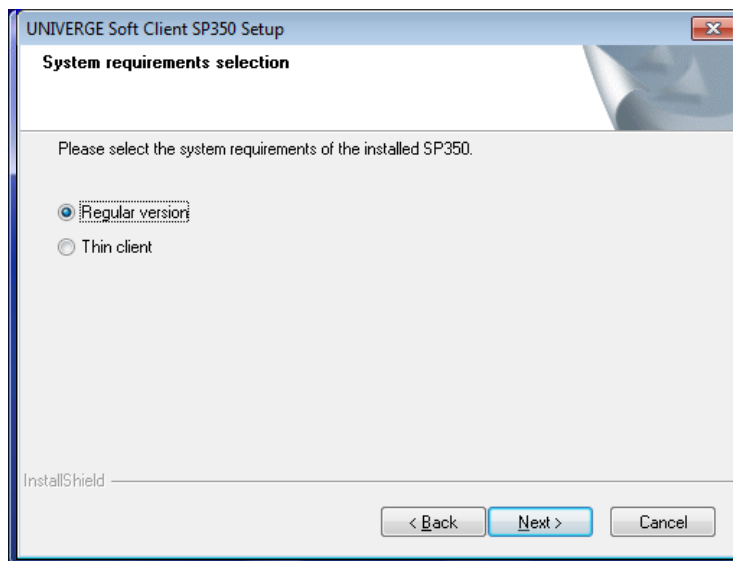 UNIVERGE Soft Client SP350 Setup
System requirements selection
Please select the system requirements of the installed SP350.
Regular version
Thin client
InstallShield
< Back
Next >
Cancel